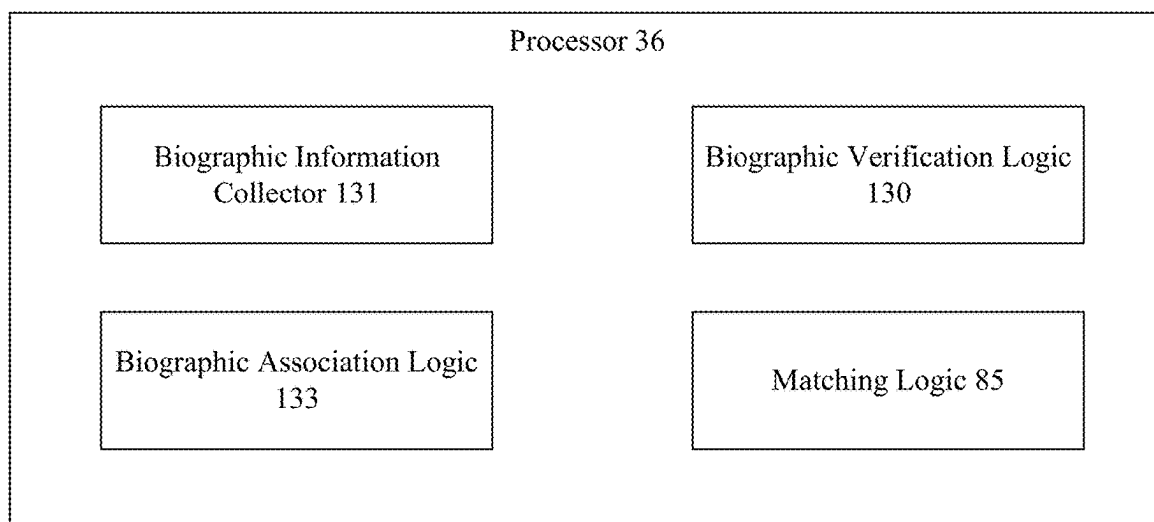 Processor 36
Biographic Information
Collector 131
Biographic Verification Logic
130
Biographic Association Logic
133
Matching Logic 85